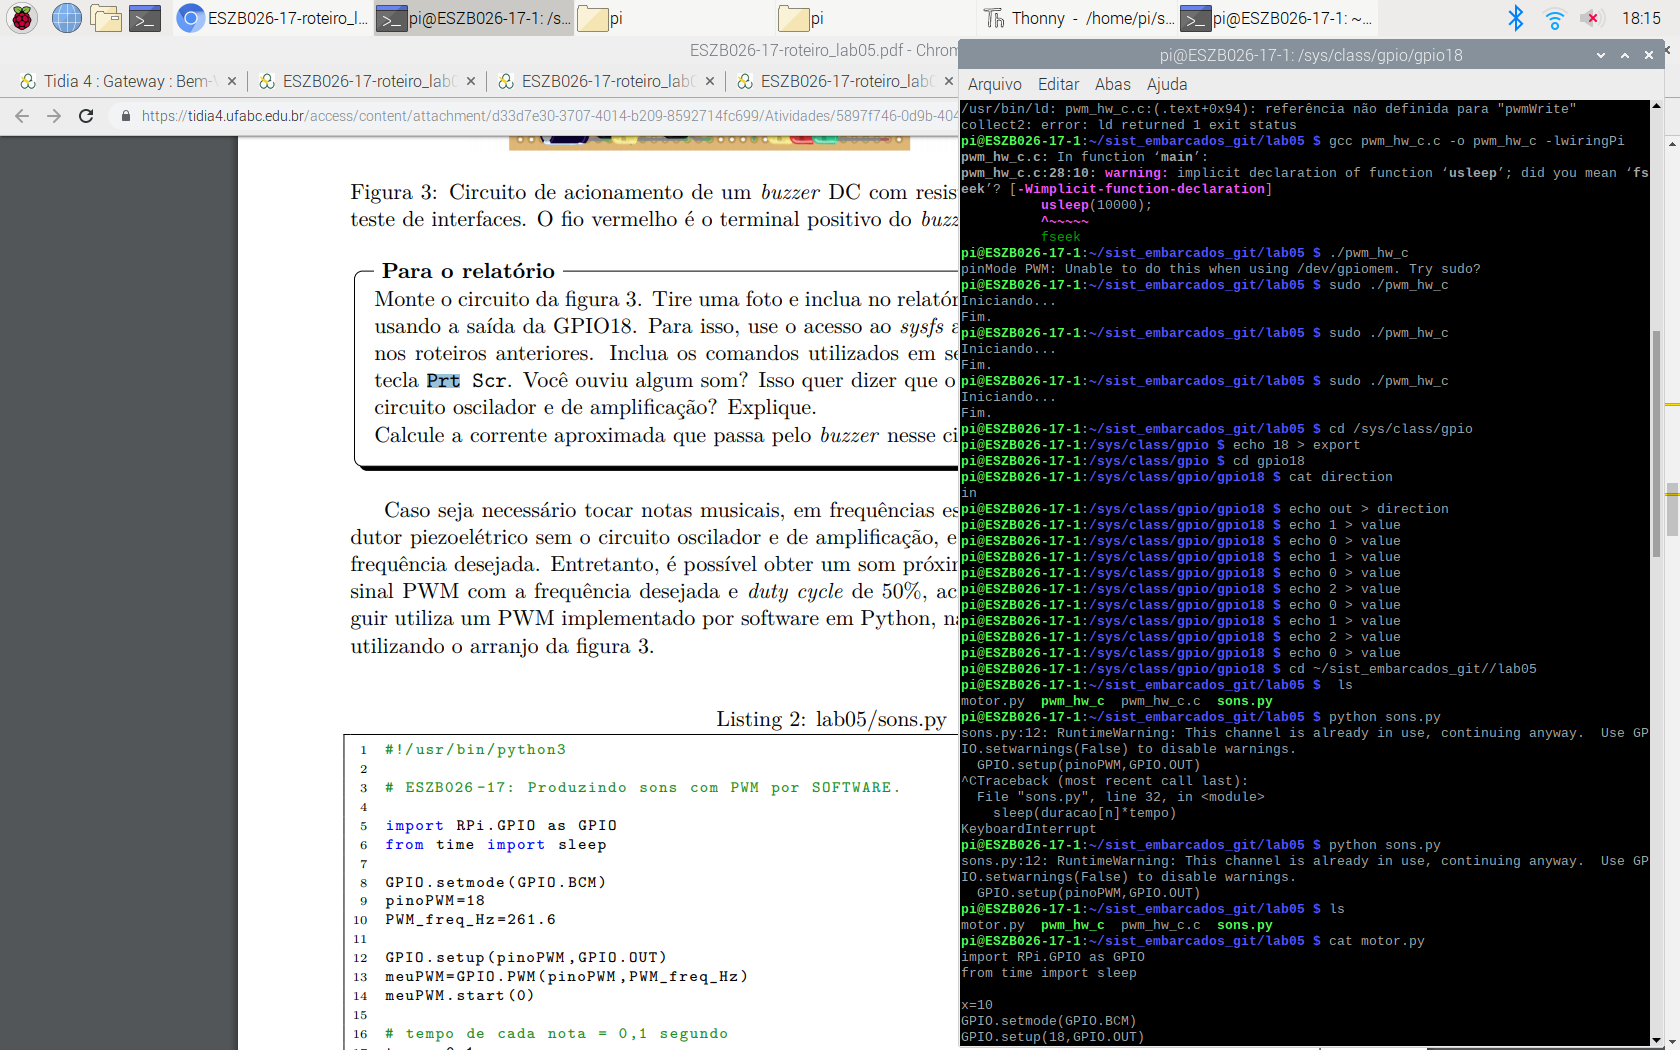 ESZB026-17-roteiro_l...
pi@ESZB026-17-1: /s...
pi
pi
Thonny - /home/pi/s...
pi@ESZB026-17-1: ~...
18:15
ESZB026-17-roteiro_lab05.pdf - Chrom
Tidia 4 : Gateway : Bem-V
ESZB026-17-roteiro_lab0
ESZB026-17-roteiro_lab0
ESZB026-17-roteiro_lab0
https://tidia4.ufabc.edu.br/access/content/attachment/d33d7e30-3707-4014-b209-8592714fc699/Atividades/5897f746-0d9b-404
Figura 3: Circuito de acionamento de um buzzer DC com resis
teste de interfaces. O fio vermelho é o terminal positivo do buzz
Para o relatório
Monte o circuito da figura 3. Tire uma foto e inclua no relatór
usando a saída da GPIO18. Para isso, use o acesso ao sysfs a
nos roteiros anteriores. Inclua os comandos utilizados em se
tecla Prt Scr. Você ouviu algum som? Isso quer dizer que o
circuito oscilador e de amplificação? Explique.
Calcule a corrente aproximada que passa pelo buzzer nesse ci
Caso seja necessário tocar notas musicais, em frequências es
dutor piezoelétrico sem o circuito oscilador e de amplificação, e
frequência desejada. Entretanto, é possível obter um som próxim
sinal PWM com a frequência desejada e duty cycle de 50%, ac
guir utiliza um PWM implementado por software em Python, na
utilizando o arranjo da figura 3.
Listing 2: lab05/sons.py
1 #!/usr/bin/python3
2
3 # ESZB026-17: Produzindo sons com PWM por SOFTWARE.
4
5 import RPi.GPIO as GPIO
6 from time import sleep
7
8 GPIO.setmode(GPIO.BCM)
9 pinoPWM=18
10 PWM_freq_Hz=261.6
11
12 GPIO.setup(pinoPWM,GPIO.OUT)
13 meuPWM=GPIO.PWM(pinoPWM,PWM_freq_Hz)
14 meuPWM.start(0)
15
16 # tempo de cada nota = 0,1 segundo
pi@ESZB026-17-1: /sys/class/gpio/gpio18
Arquivo Editar Abas Ajuda
/usr/bin/ld: pwm_hw_c.c:(.text+0x94): referência não definida para "pwmWrite"
collect2: error: ld returned 1 exit status
pi@ESZB026-17-1:~/sist_embarcados_git/lab05 $ gcc pwm_hw_c.c -o pwm_hw_c -lwiringPi
pwm_hw_c.c: In function ‘main’:
pwm_hw_c.c:28:10: warning: implicit declaration of function ‘usleep’; did you mean ‘fs
eek’? [-Wimplicit-function-declaration]
usleep(10000);
^~~~~~
fseek
pi@ESZB026-17-1:~/sist_embarcados_git/lab05 $ ./pwm_hw_c
pinMode PWM: Unable to do this when using /dev/gpiomem. Try sudo?
pi@ESZB026-17-1:~/sist_embarcados_git/lab05 $ sudo ./pwm_hw_c
Iniciando...
Fim.
pi@ESZB026-17-1:~/sist_embarcados_git/lab05 $ sudo ./pwm_hw_c
Iniciando...
Fim.
pi@ESZB026-17-1:~/sist_embarcados_git/lab05 $ sudo ./pwm_hw_c
Iniciando...
Fim.
pi@ESZB026-17-1:~/sist_embarcados_git/lab05 $ cd /sys/class/gpio
pi@ESZB026-17-1:/sys/class/gpio $ echo 18 > export
pi@ESZB026-17-1:/sys/class/gpio $ cd gpio18
pi@ESZB026-17-1:/sys/class/gpio/gpio18 $ cat direction
in
pi@ESZB026-17-1:/sys/class/gpio/gpio18 $ echo out > direction
pi@ESZB026-17-1:/sys/class/gpio/gpio18 $ echo 1 > value
pi@ESZB026-17-1:/sys/class/gpio/gpio18 $ echo 0 > value
pi@ESZB026-17-1:/sys/class/gpio/gpio18 $ echo 1 > value
pi@ESZB026-17-1:/sys/class/gpio/gpio18 $ echo 0 > value
pi@ESZB026-17-1:/sys/class/gpio/gpio18 $ echo 2 > value
pi@ESZB026-17-1:/sys/class/gpio/gpio18 $ echo 0 > value
pi@ESZB026-17-1:/sys/class/gpio/gpio18 $ echo 1 > value
pi@ESZB026-17-1:/sys/class/gpio/gpio18 $ echo 2 > value
pi@ESZB026-17-1:/sys/class/gpio/gpio18 $ echo 0 > value
pi@ESZB026-17-1:/sys/class/gpio/gpio18 $ cd ~/sist_embarcados_git//lab05
pi@ESZB026-17-1:~/sist_embarcados_git/lab05 $ ls
motor.py pwm_hw_c pwm_hw_c.c sons.py
pi@ESZB026-17-1:~/sist_embarcados_git/lab05 $ python sons.py
sons.py:12: RuntimeWarning: This channel is already in use, continuing anyway. Use GP
IO.setwarnings(False) to disable warnings.
GPIO.setup(pinoPWM,GPIO.OUT)
^CTraceback (most recent call last):
File "sons.py", line 32, in <module>
sleep(duracao[n]*tempo)
KeyboardInterrupt
pi@ESZB026-17-1:~/sist_embarcados_git/lab05 $ python sons.py
sons.py:12: RuntimeWarning: This channel is already in use, continuing anyway. Use GP
IO.setwarnings(False) to disable warnings.
GPIO.setup(pinoPWM,GPIO.OUT)
pi@ESZB026-17-1:~/sist_embarcados_git/lab05 $ ls
motor.py pwm_hw_c pwm_hw_c.c sons.py
pi@ESZB026-17-1:~/sist_embarcados_git/lab05 $ cat motor.py
import RPi.GPIO as GPIO
from time import sleep
x=10
GPIO.setmode(GPIO.BCM)
GPIO.setup(18,GPIO.OUT)